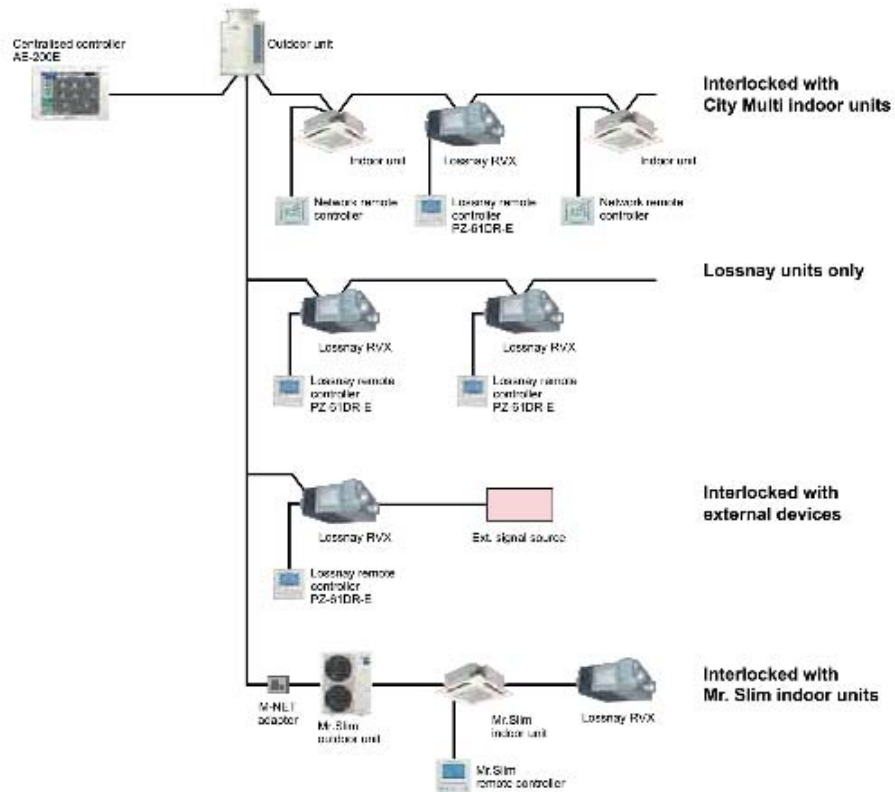 Centralised controller
AE-200E
Outdoor unit
Interlocked with
City Multi indoor units
Indoor unit
Lossnay RVX
Indoor unit
Network remote
controller
Lossnay remote
controller
PZ-61DR-E
Network remote
controller
Lossnay units only
Lossnay RVX
Lossnay RVX
Lossnay remote
controller
PZ-61DR-E
Lossnay remote
controller
PZ-61DR-E
Interlocked with
external devices
Lossnay RVX
Ext. signal source
Lossnay remote
controller
PZ-61DR-E
Interlocked with
Mr. Slim indoor units
M-NET
adapter
Mr.Slim
outdoor unit
Mr.Slim
indoor unit
Lossnay RVX
Mr.Slim
remote controller